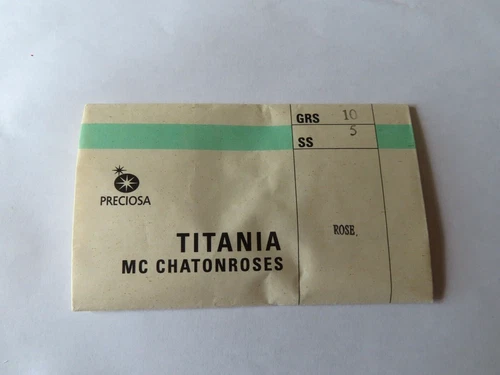 GRS 10
SS 5
PRECIOSA
TITANIA
MC CHATONROSES
ROSE